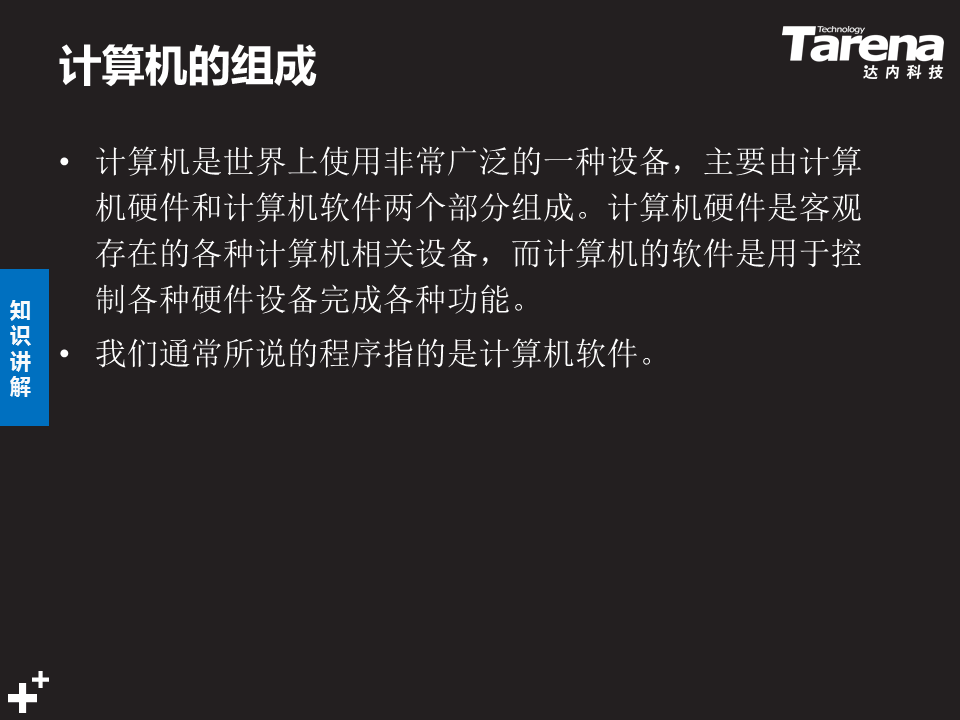 计算机的组成
Technology
Tarena
达内科技
• 计算机是世界上使用非常广泛的一种设备，主要由计算
机硬件和计算机软件两个部分组成。计算机硬件是客观
存在的各种计算机相关设备，而计算机的软件是用于控
制各种硬件设备完成各种功能。
• 我们通常所说的程序指的是计算机软件。
知
识
讲
解